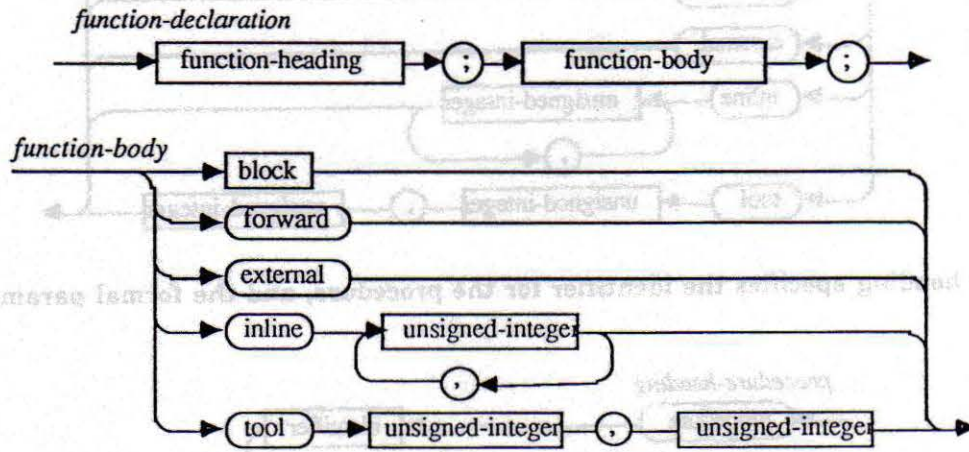 function-declaration
function-heading ; function-body ;
function-body
block
forward
external
inline unsigned-integer
,
tool unsigned-integer , unsigned-integer